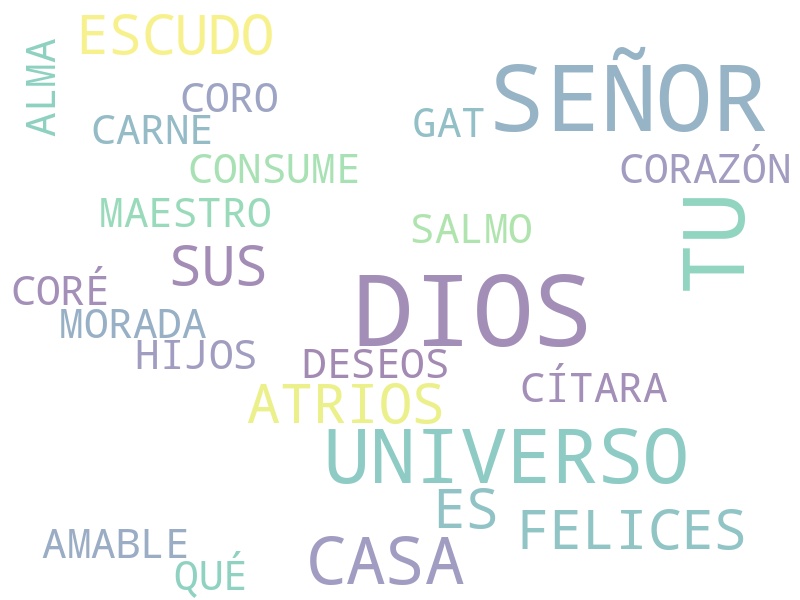 ESCUDO
ALMA
SEÑOR
CORO
GAT
CARNE
CONSUME
CORAZÓN
MAESTRO
SALMO
TU
SUS
CORÉ
DIOS
MORADA
HIJOS
DESEOS
CÍTARA
ATRIOS
UNIVERSO
ES
FELICES
AMABLE
CASA
QUÉ